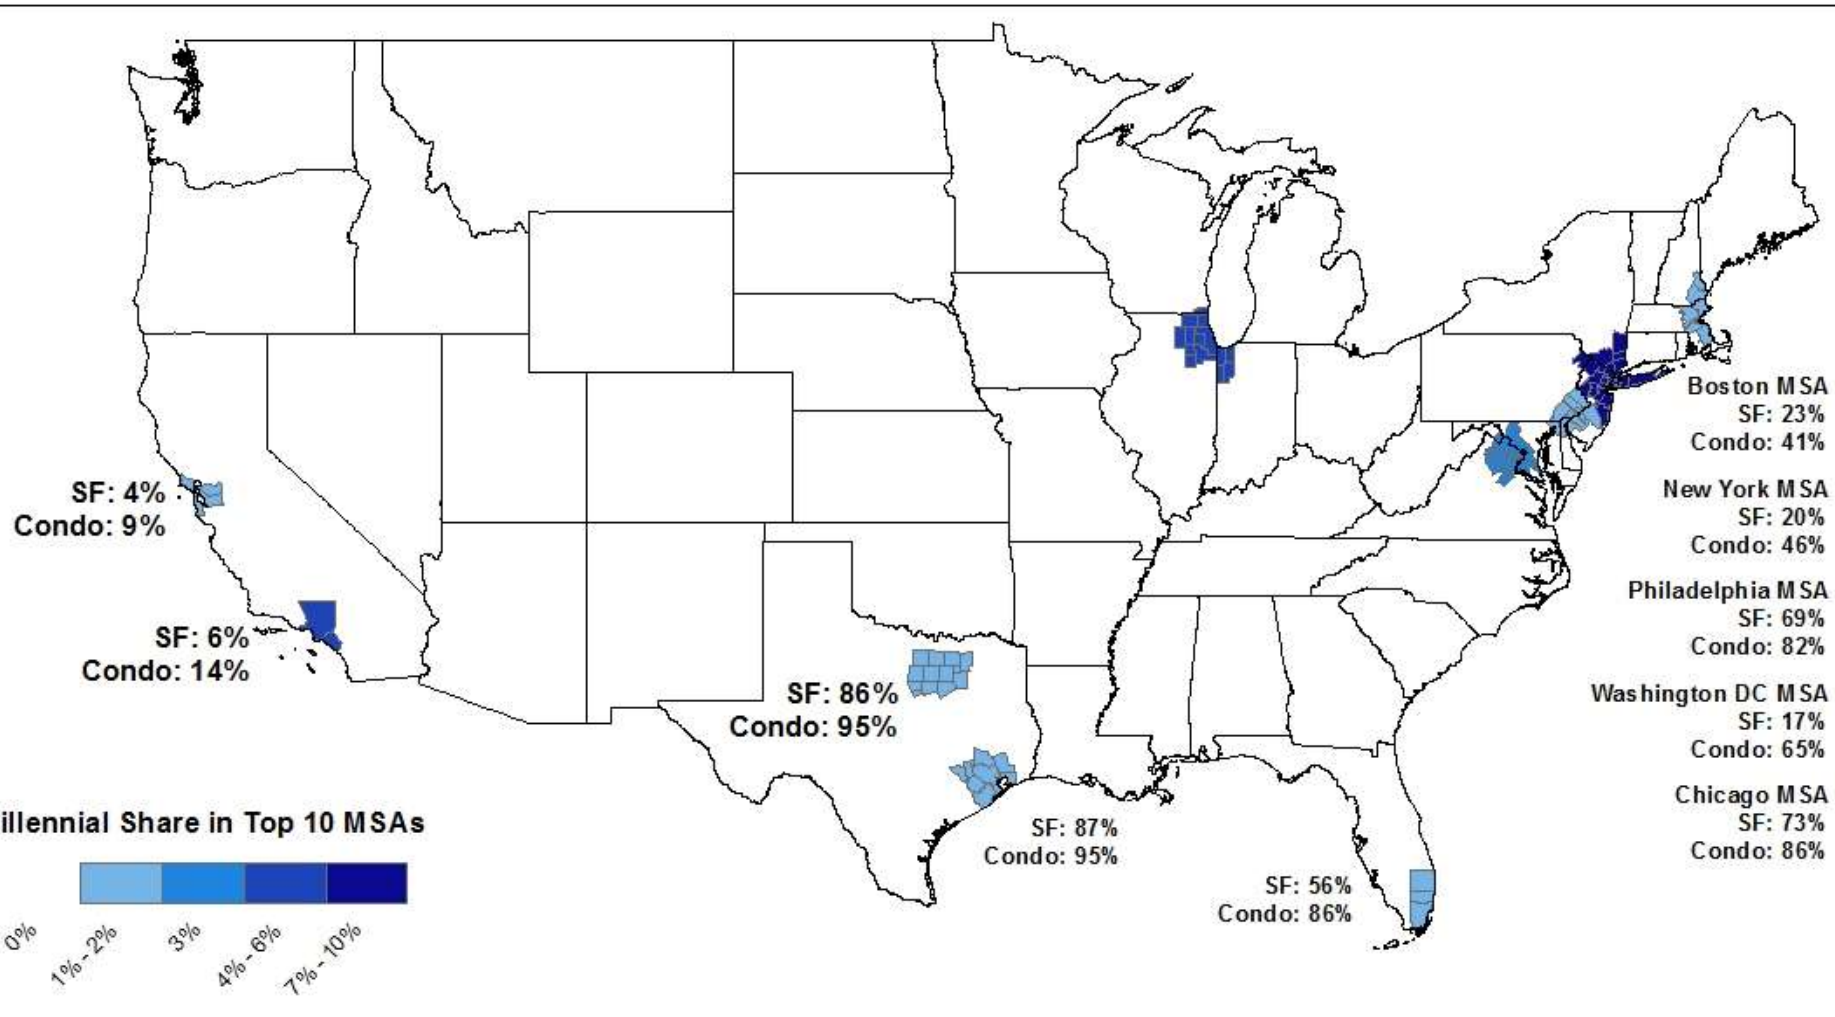 Boston MSA
SF: 23%
Condo: 41%
New York MSA
SF: 20%
Condo: 46%
Philadelphia MSA
SF: 69%
Condo: 82%
Washington DC MSA
SF: 17%
Condo: 65%
Chicago MSA
SF: 73%
Condo: 86%
SF: 4%
Condo: 9%
SF: 6%
Condo: 14%
SF: 86%
Condo: 95%
SF: 87%
Condo: 95%
SF: 56%
Condo: 86%
illennial Share in Top 10 MSAs
0%
1% - 2%
3%
4% - 6%
7% - 10%